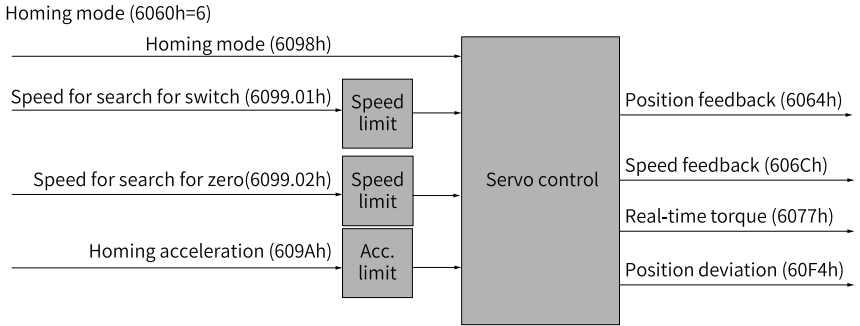 Homing mode (6060h=6)
Homing mode (6098h)
Speed for search for switch (6099.01h)
Speed
limit
Speed for search for zero(6099.02h)
Speed
limit
Homing acceleration (609Ah)
Acc.
limit
Servo control
Position feedback (6064h)
Speed feedback (606Ch)
Real-time torque (6077h)
Position deviation (60F4h)